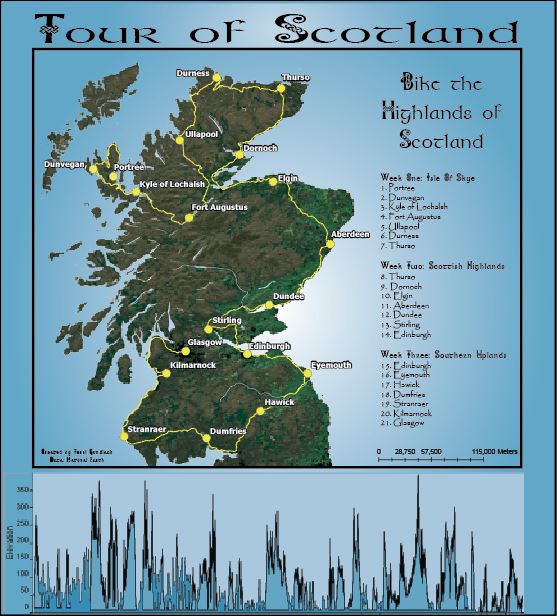 Tour of Scotland
Bike the
Highlands of
Scotland
Durness
Thurso
Ullapool
Dornoch
Dunvegan
Portree
Kyle of Lochalsh
Elgin
Fort Augustus
Aberdeen
Dundee
Stirling
Glasgow
Edinburgh
Kilmarnock
Eyemouth
Hawick
Stranraer
Dumfries
Week One: Isle Of Skye
1. Portree
2. Dunvegan
3. Kyle of Lochalsh
4. Fort Augustus
5. Ullapool
6. Durness
7. Thurso
Week Two: Scottish Highlands
8. Thurso
9. Dornoch
10. Elgin
11. Aberdeen
12. Dundee
13. Stirling
14. Edinburgh
Week Three: Southern Uplands
15. Edinburgh
16. Eyemouth
17. Hawick
18. Dumfries
19. Stranraer
20. Kilmarnock
21. Glasgow
0 28,750 57,500 115,000 Meters
Created by
Natural Earth
Elevation
350
300
250
200
150
100
50
0